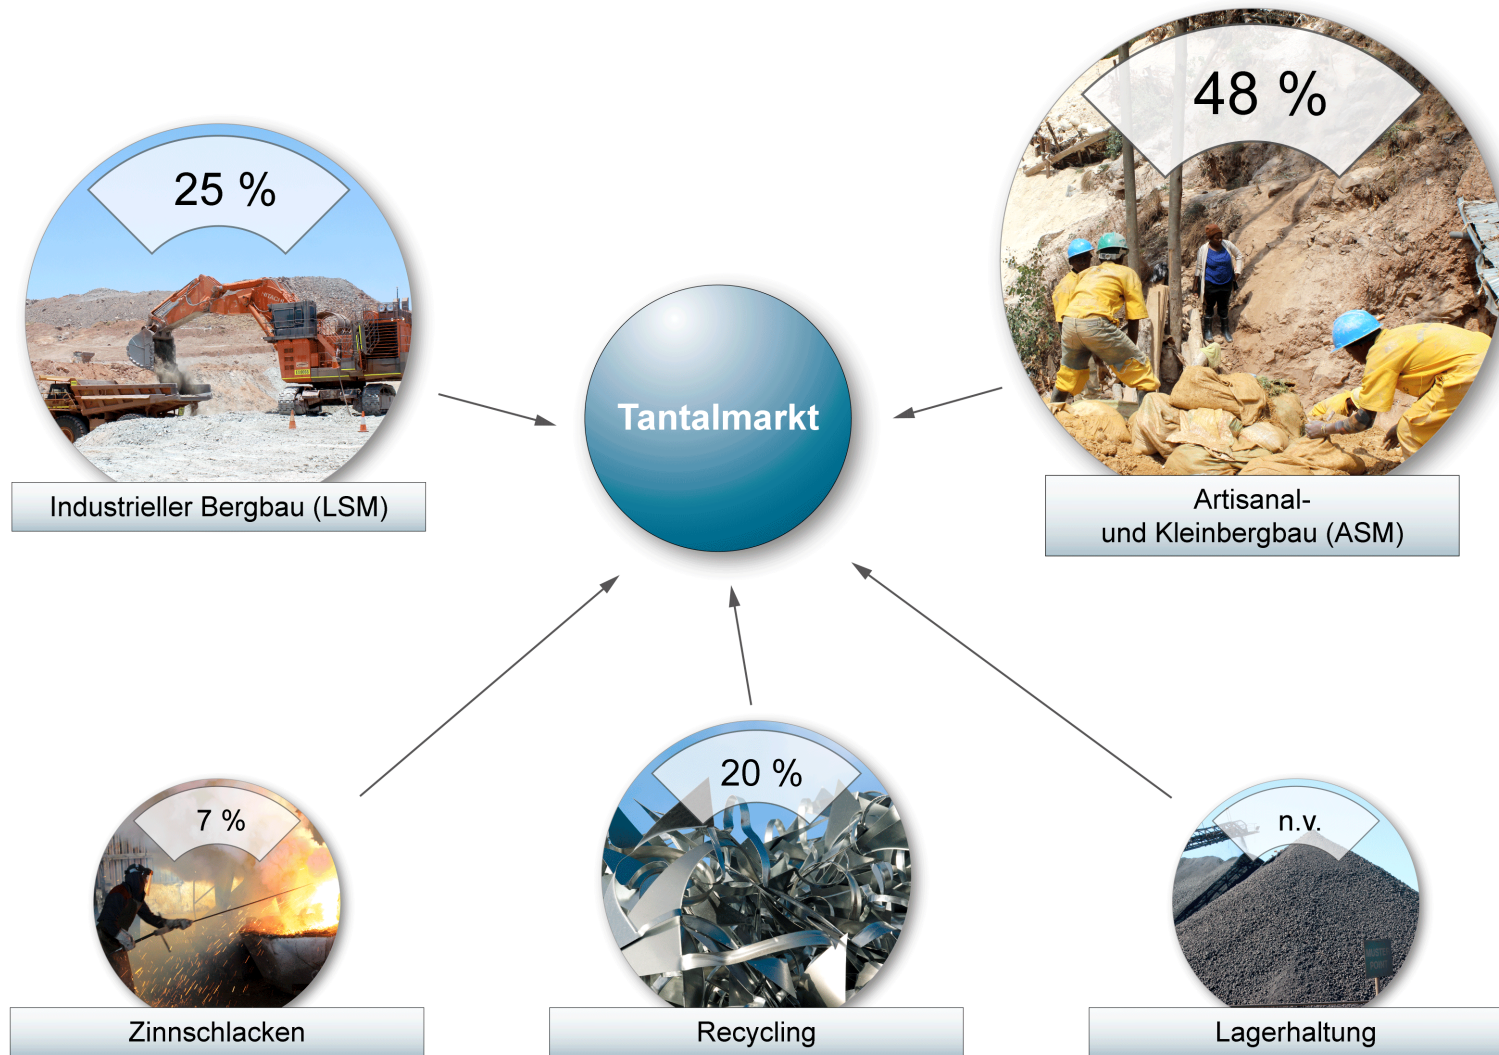 48 %
25 %
Tantalmarkt
Industrieller Bergbau (LSM)
Artisanal-
und Kleinbergbau (ASM)
20 %
7 %
n.v.
Zinnschlacken
Recycling
Lagerhaltung